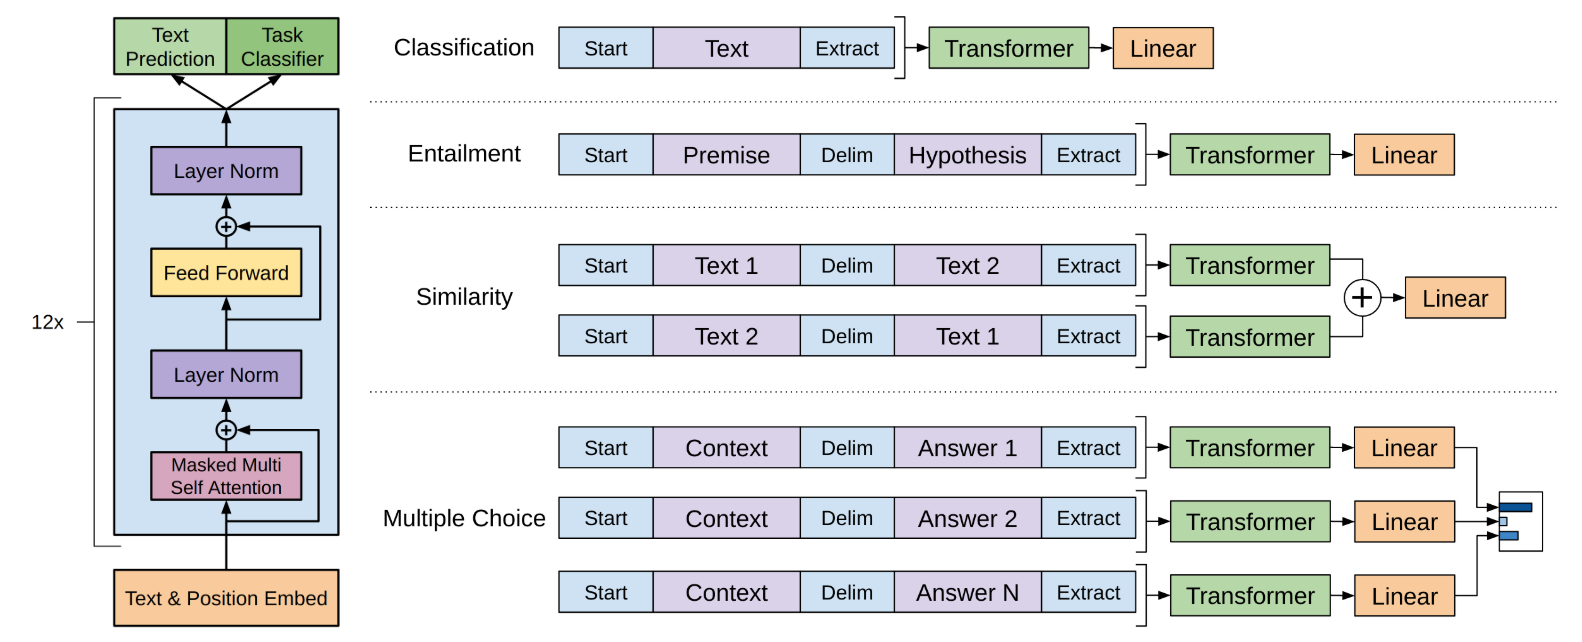 Text
Prediction
Task
Classifier
12x
Layer Norm
Feed Forward
Layer Norm
Masked Multi
Self Attention
Text & Position Embed
Classification
Start Text Extract Transformer Linear
Entailment
Start Premise Delim Hypothesis Extract Transformer Linear
Similarity
Start Text 1 Delim Text 2 Extract Transformer
Start Text 2 Delim Text 1 Extract Transformer
Linear
Multiple Choice
Start Context Delim Answer 1 Extract Transformer Linear
Start Context Delim Answer 2 Extract Transformer Linear
Start Context Delim Answer N Extract Transformer Linear